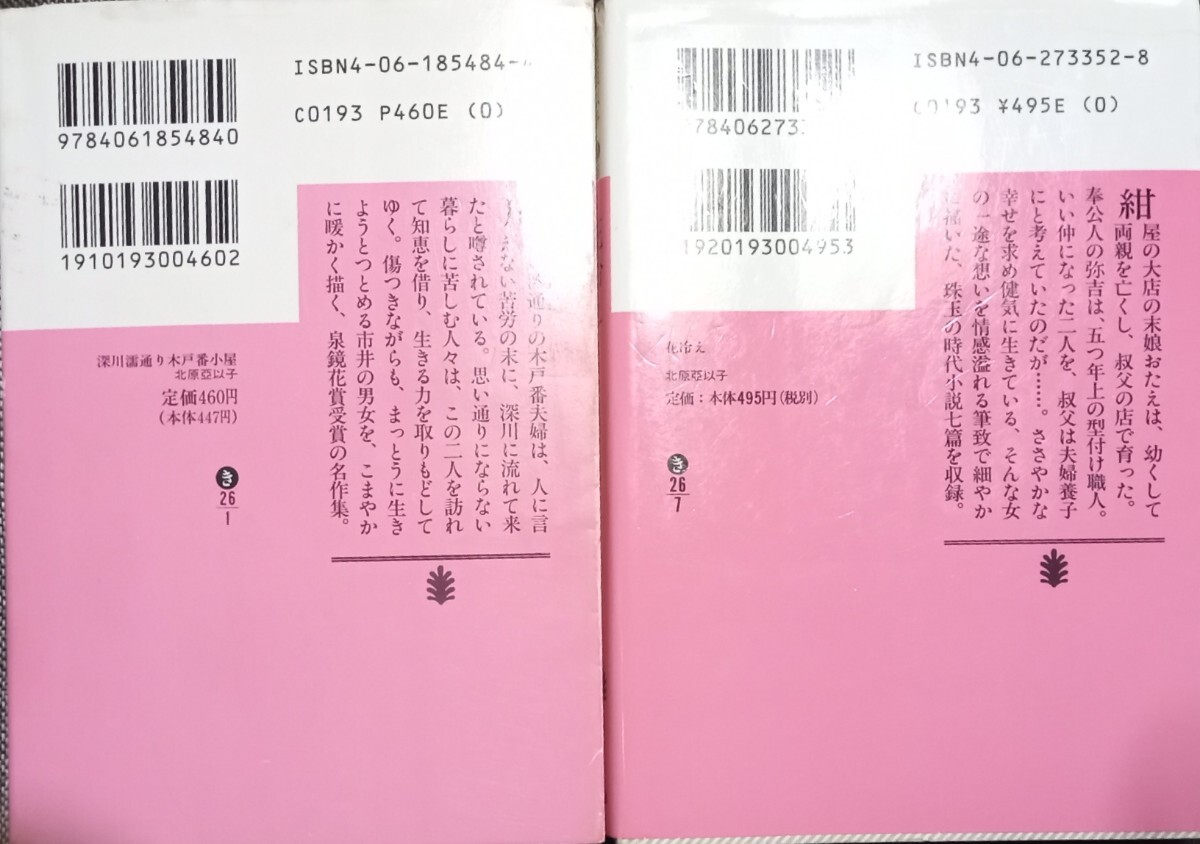 ISBN4-06-185484-
C0193 P460E (0)
9784061854840
1910193004602
通りの木戸番夫婦は、人に言
ない苦労の末に、深川に流れて来
たと噂されている。思い通りにならない
暮らしに苦しむ人々は、この二人を訪れ
て知恵を借り、生きる力を取りもどして
ゆく。傷つきながらも、まっとうに生き
ようとつとめる市井の男女を、こまやか
に暖かく描く、泉鏡花賞受賞の名作集。
深川澪通り木戸番小屋
北原亞以子
定価460円
(本体447円)
き
26
1
ISBN4-06-273352-8
C0193 ¥495E (0)
78406273
1920193004953
紺屋の大店の末娘おたえは、幼くして
両親を亡くし、叔父の店で育った。
奉公人の弥吉は、五つ年上の型付け職人。
いい仲になった二人を、叔父は夫婦養子
にと考えていたのだが……。ささやかな
幸せを求め健気に生きている、そんな女
の一途な想いを情感溢れる筆致で細やか
に描いた、珠玉の時代小説七篇を収録。
花冷え
北原亞以子
定価：本体495円(税別)
き
26
7